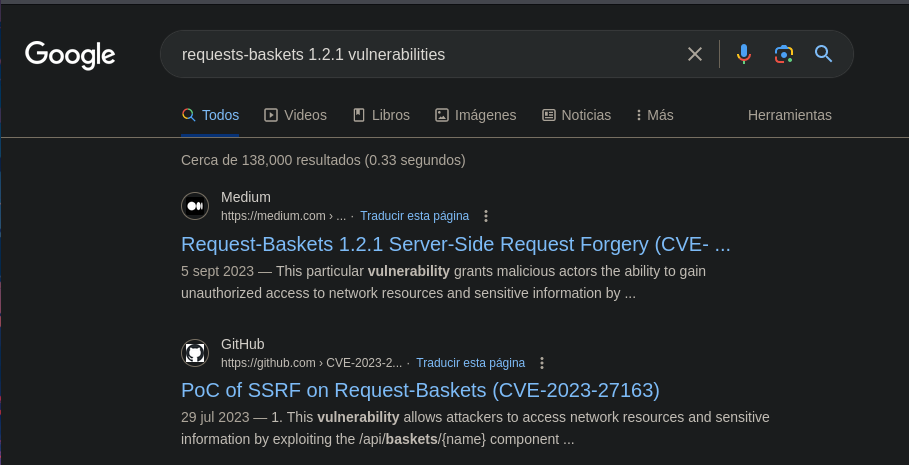 Google
requests-baskets 1.2.1 vulnerabilities
Todos Videos Libros Imágenes Noticias Más Herramientas
Cerca de 138,000 resultados (0.33 segundos)
Medium
https://medium.com › ... · Traducir esta página
Request-Baskets 1.2.1 Server-Side Request Forgery (CVE- ...
5 sept 2023 — This particular vulnerability grants malicious actors the ability to gain
unauthorized access to network resources and sensitive information by ...
GitHub
https://github.com › CVE-2023-2... · Traducir esta página
PoC of SSRF on Request-Baskets (CVE-2023-27163)
29 jul 2023 — 1. This vulnerability allows attackers to access network resources and sensitive
information by exploiting the /api/baskets/{name} component ...